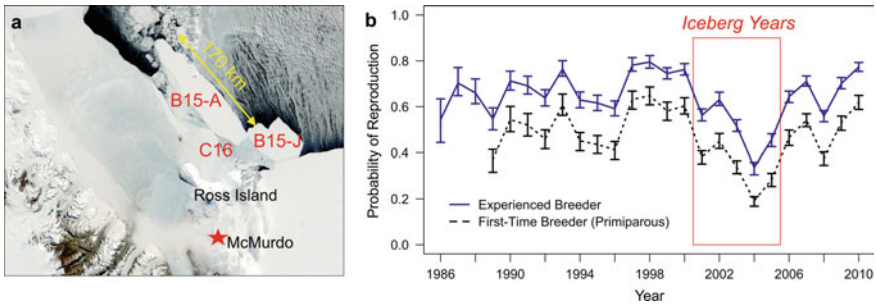 a
170 km
B15-A
B15-J
C16
Ross Island
McMurdo
b
Iceberg Years
Probability of Reproduction
1.0
0.8
0.6
0.4
0.2
0.0
Experienced Breeder
First-Time Breeder (Primiparous)
1986
1990
1994
1998
2002
2006
2010
Year